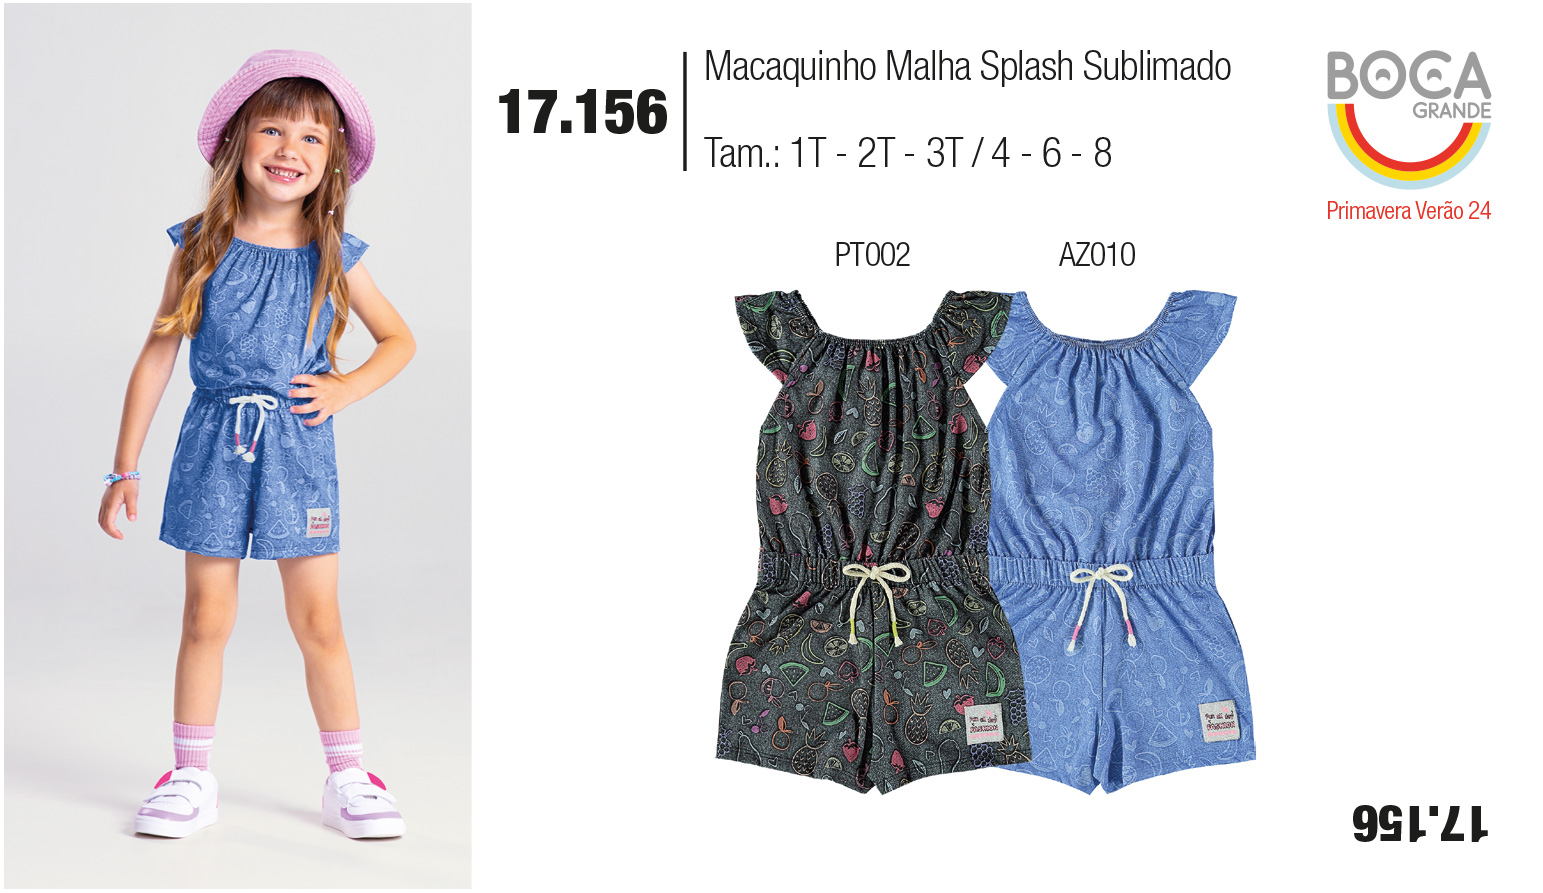 17.156
Macaquinho Malha Splash Sublimado
Tam.: 1T - 2T - 3T / 4 - 6 - 8
BOCA
GRANDE
Primavera Verão 24
PT002
AZ010
17.156